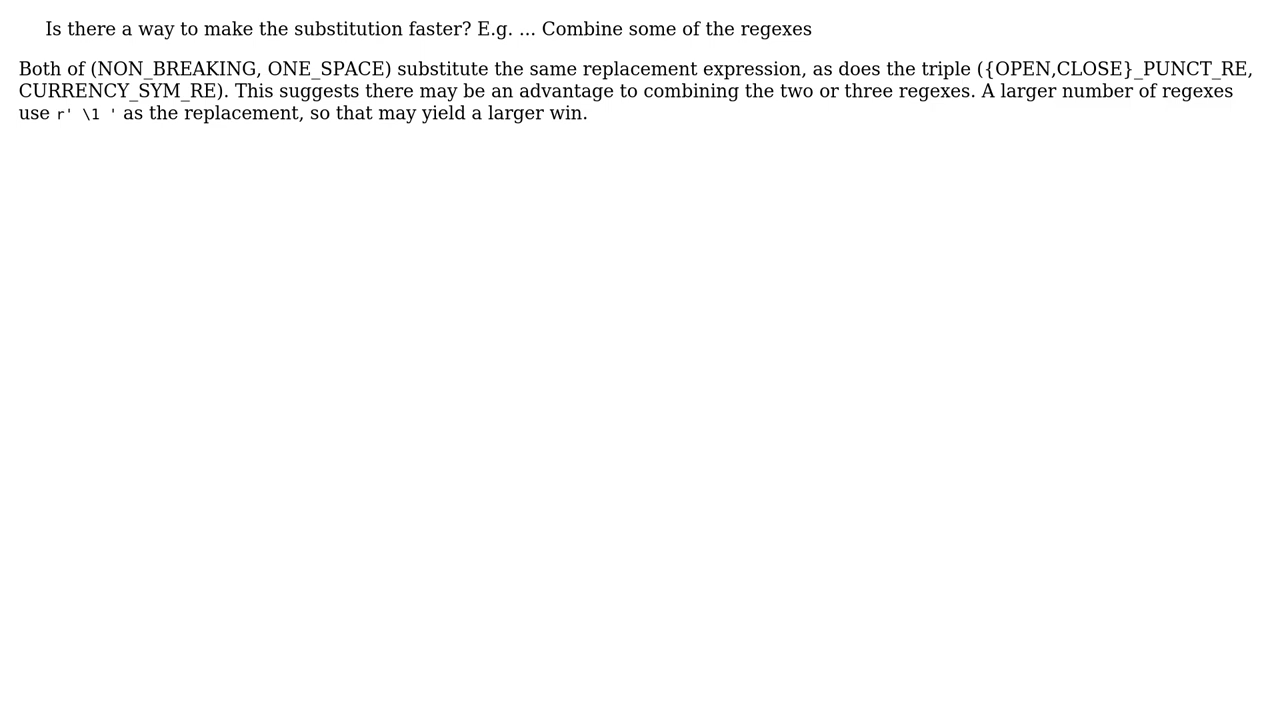 Is there a way to make the substitution faster? E.g. ... Combine some of the regexes
Both of (NON_BREAKING, ONE_SPACE) substitute the same replacement expression, as does the triple ({OPEN,CLOSE}_PUNCT_RE,
CURRENCY_SYM_RE). This suggests there may be an advantage to combining the two or three regexes. A larger number of regexes
use r' \1 ' as the replacement, so that may yield a larger win.